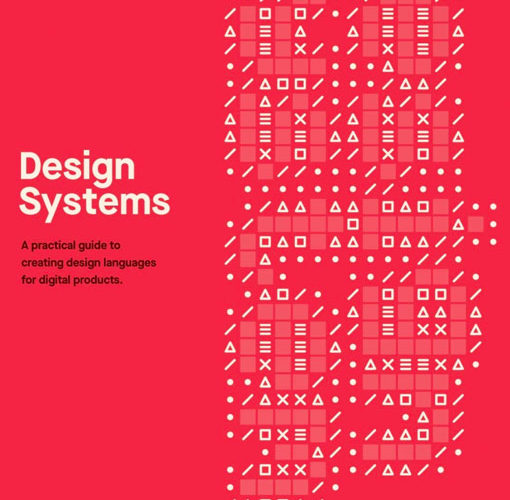 Design
Systems
A practical guide to
creating design languages
for digital products.